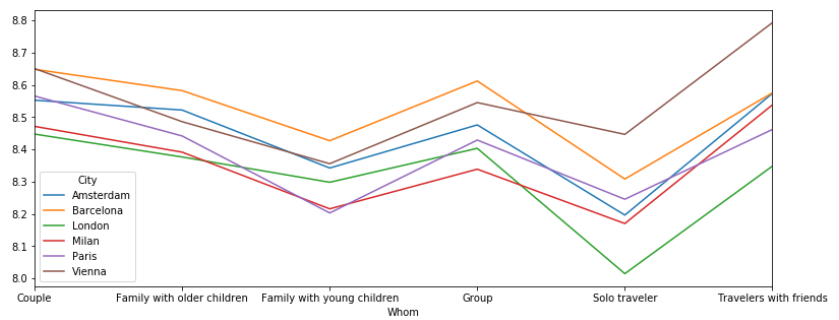 8.8
8.7
8.6
8.5
8.4
8.3
8.2
8.1
8.0
City
Amsterdam
Barcelona
London
Milan
Paris
Vienna
Couple Family with older children Family with young children Group Solo traveler Travelers with friends
Whom